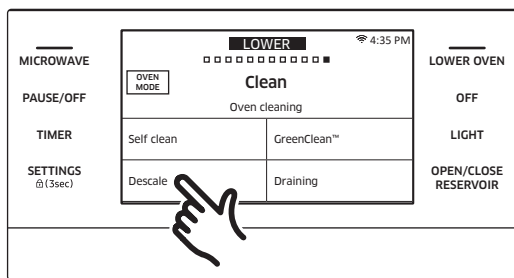 MICROWAVE
PAUSE/OFF
TIMER
SETTINGS
(3sec)
LOWER
4:35 PM
OVEN
MODE
Clean
Oven cleaning
Self clean
GreenClean™
Descale
Draining
LOWER OVEN
OFF
LIGHT
OPEN/CLOSE
RESERVOIR